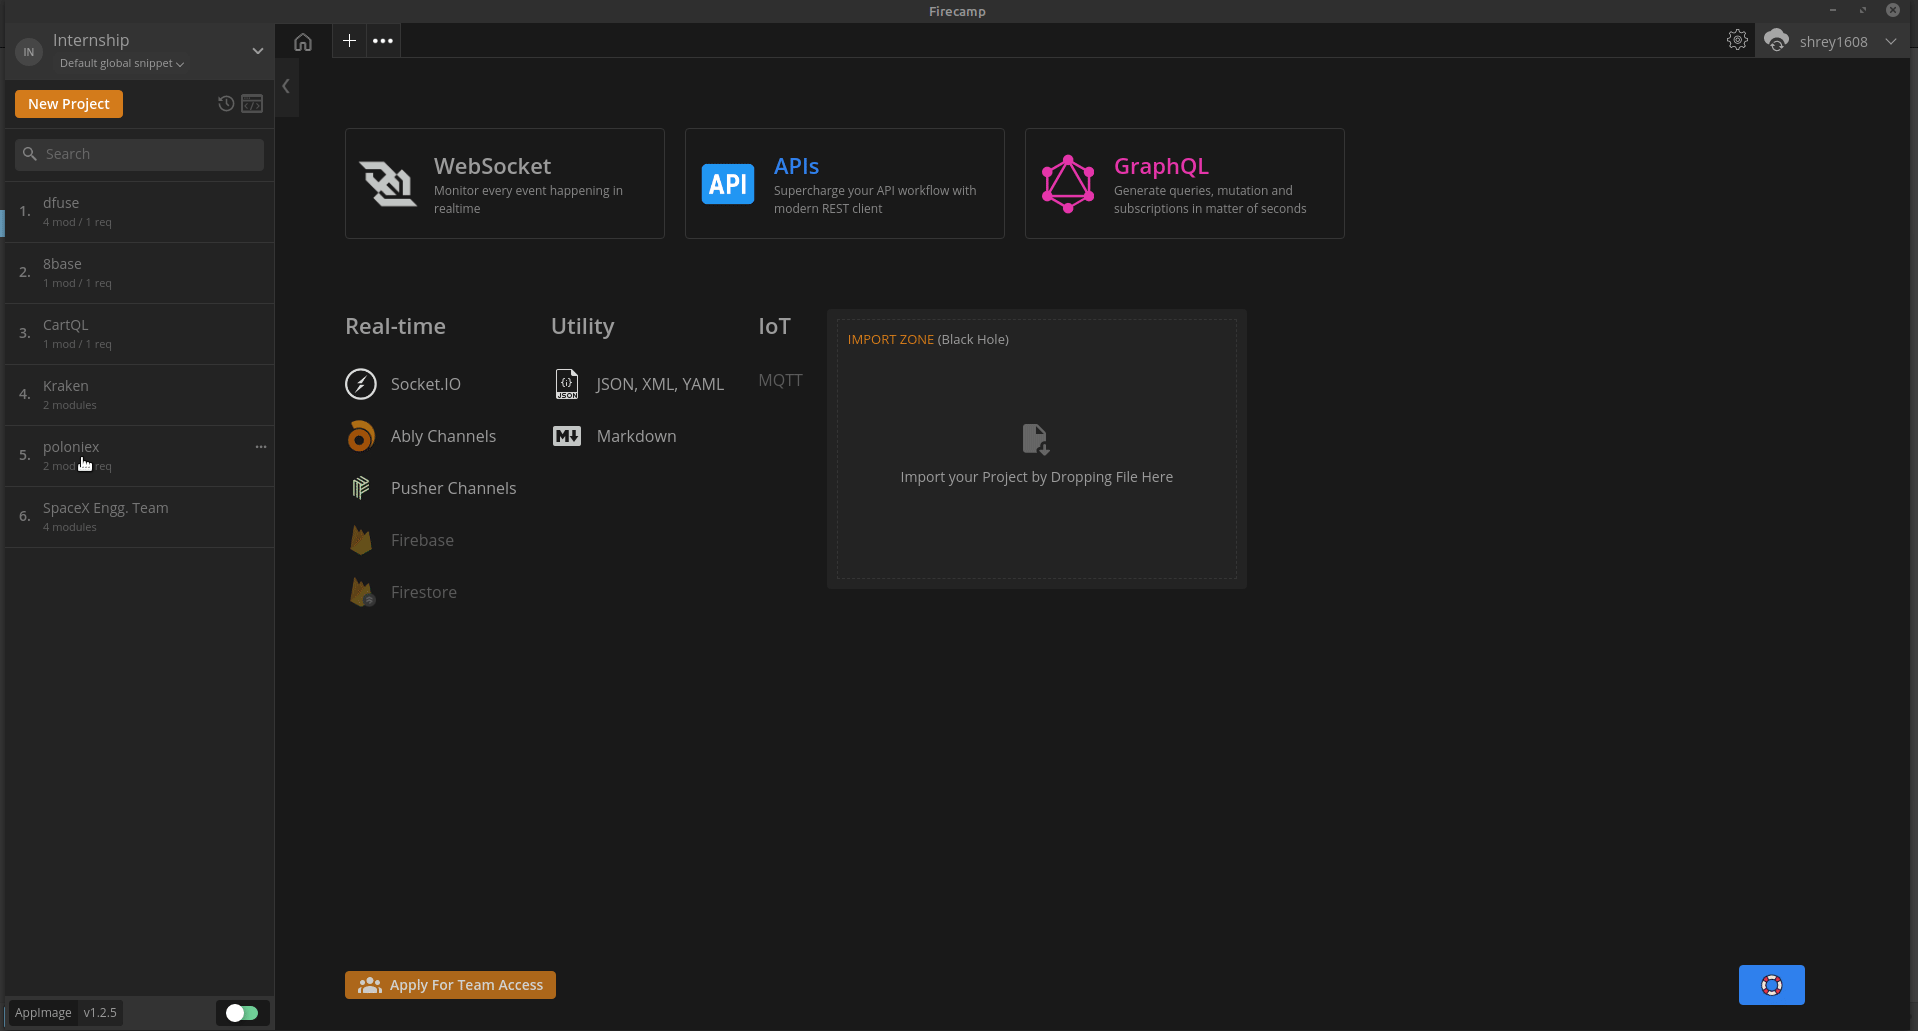 Firecamp
IN
Internship
Default global snippet
shrey1608
New Project
Search
1.
dfuse
4 mod / 1 req
2.
8base
1 mod / 1 req
3.
CartQL
1 mod / 1 req
4.
Kraken
2 modules
5.
poloniex
2 mod req
6.
SpaceX Engg. Team
4 modules
WebSocket
Monitor every event happening in
realtime
API
APIs
Supercharge your API workflow with
modern REST client
GraphQL
Generate queries, mutation and
subscriptions in matter of seconds
Real-time
Socket.IO
Ably Channels
Pusher Channels
Firebase
Firestore
Utility
JSON
JSON, XML, YAML
M
Markdown
IoT
MQTT
IMPORT ZONE (Black Hole)
Import your Project by Dropping File Here
Apply For Team Access
AppImage v1.2.5